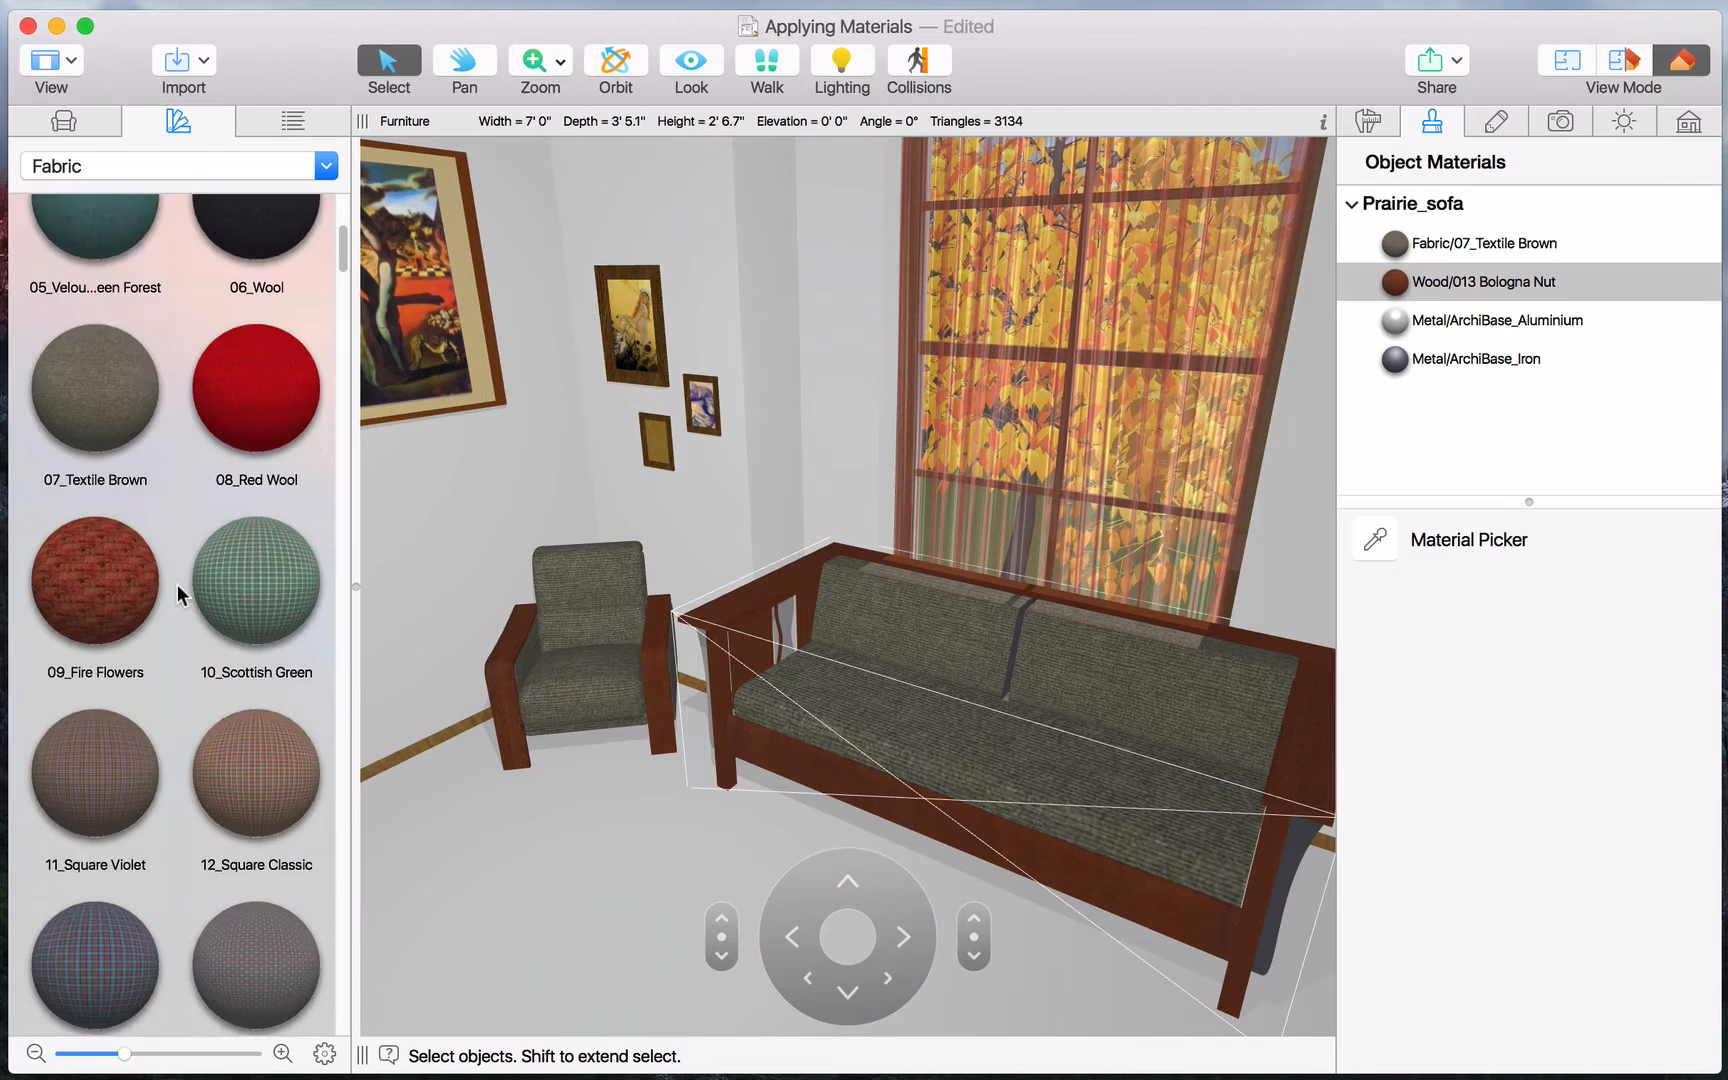 Applying Materials — Edited
View
Import
Select
Pan
Zoom
Orbit
Look
Walk
Lighting
Collisions
Share
View Mode
Furniture Width = 7' 0" Depth = 3' 5.1" Height = 2' 6.7" Elevation = 0' 0" Angle = 0° Triangles = 3134
Fabric
05_Velou...een Forest
06_Wool
07_Textile Brown
08_Red Wool
09_Fire Flowers
10_Scottish Green
11_Square Violet
12_Square Classic
Object Materials
Prairie_sofa
Fabric/07_Textile Brown
Wood/013 Bologna Nut
Metal/ArchiBase_Aluminium
Metal/ArchiBase_Iron
Material Picker
Select objects. Shift to extend select.